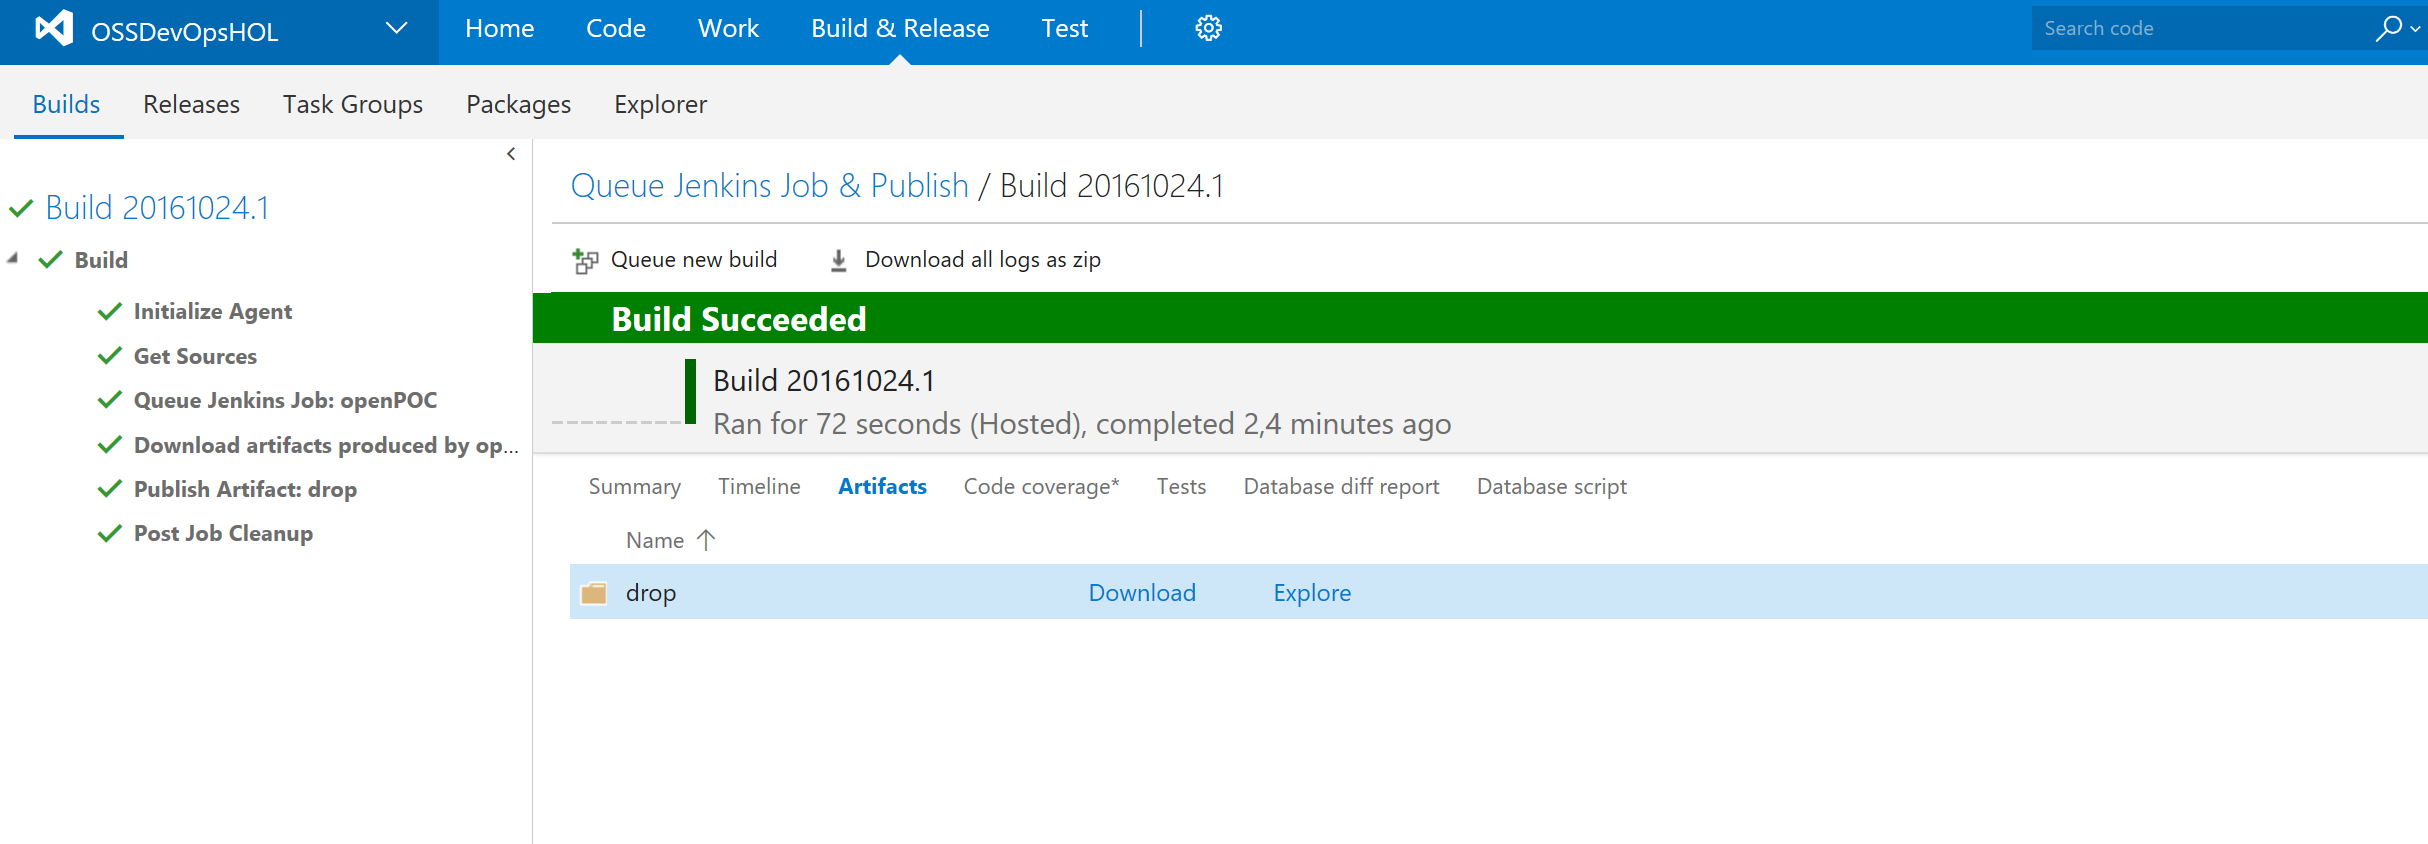 OSSDevOpsHOL
Home Code Work Build & Release Test
Search code
Builds Releases Task Groups Packages Explorer
Build 20161024.1
Build
Initialize Agent
Get Sources
Queue Jenkins Job: openPOC
Download artifacts produced by op...
Publish Artifact: drop
Post Job Cleanup
Queue Jenkins Job & Publish / Build 20161024.1
Queue new build Download all logs as zip
Build Succeeded
Build 20161024.1
Ran for 72 seconds (Hosted), completed 2,4 minutes ago
Summary Timeline Artifacts Code coverage* Tests Database diff report Database script
Name
drop Download Explore